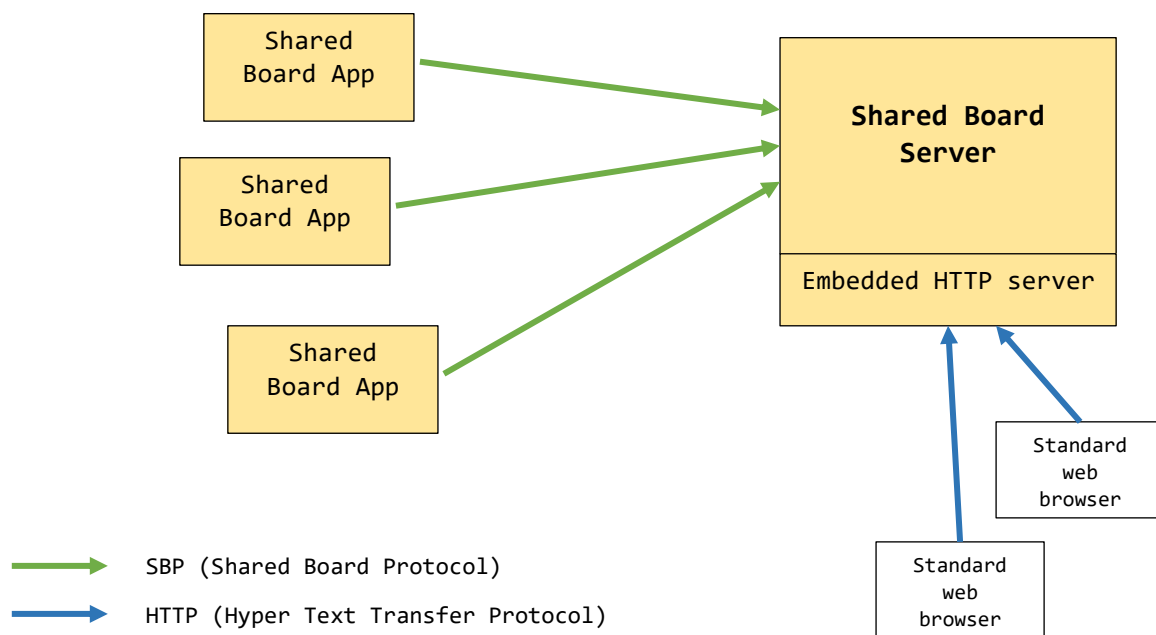 Shared
Board App
Shared Board
Server
Shared
Board App
Embedded HTTP server
Shared
Board App
Standard
web
browser
Standard
web
browser
SBP (Shared Board Protocol)
HTTP (Hyper Text Transfer Protocol)